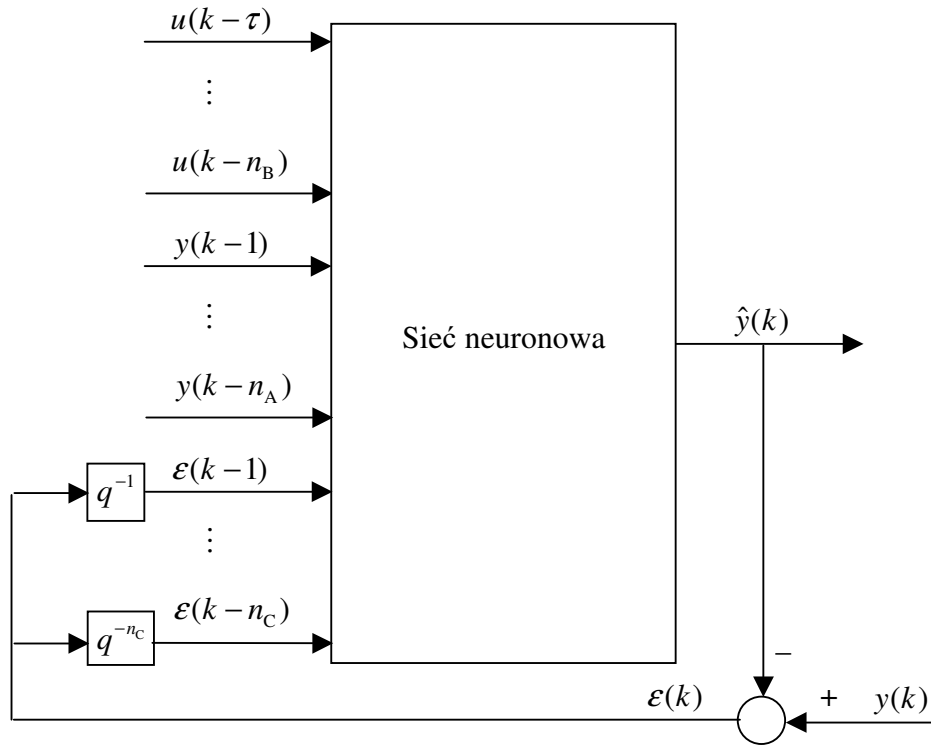 u(k − τ)
⋮
u(k − n_B)
y(k −1)
⋮
y(k − n_A)
ε(k −1)
⋮
ε(k − n_C)
q^{−1}
q^{−n_C}
Sieć neuronowa
ŷ(k)
−
+
y(k)
ε(k)